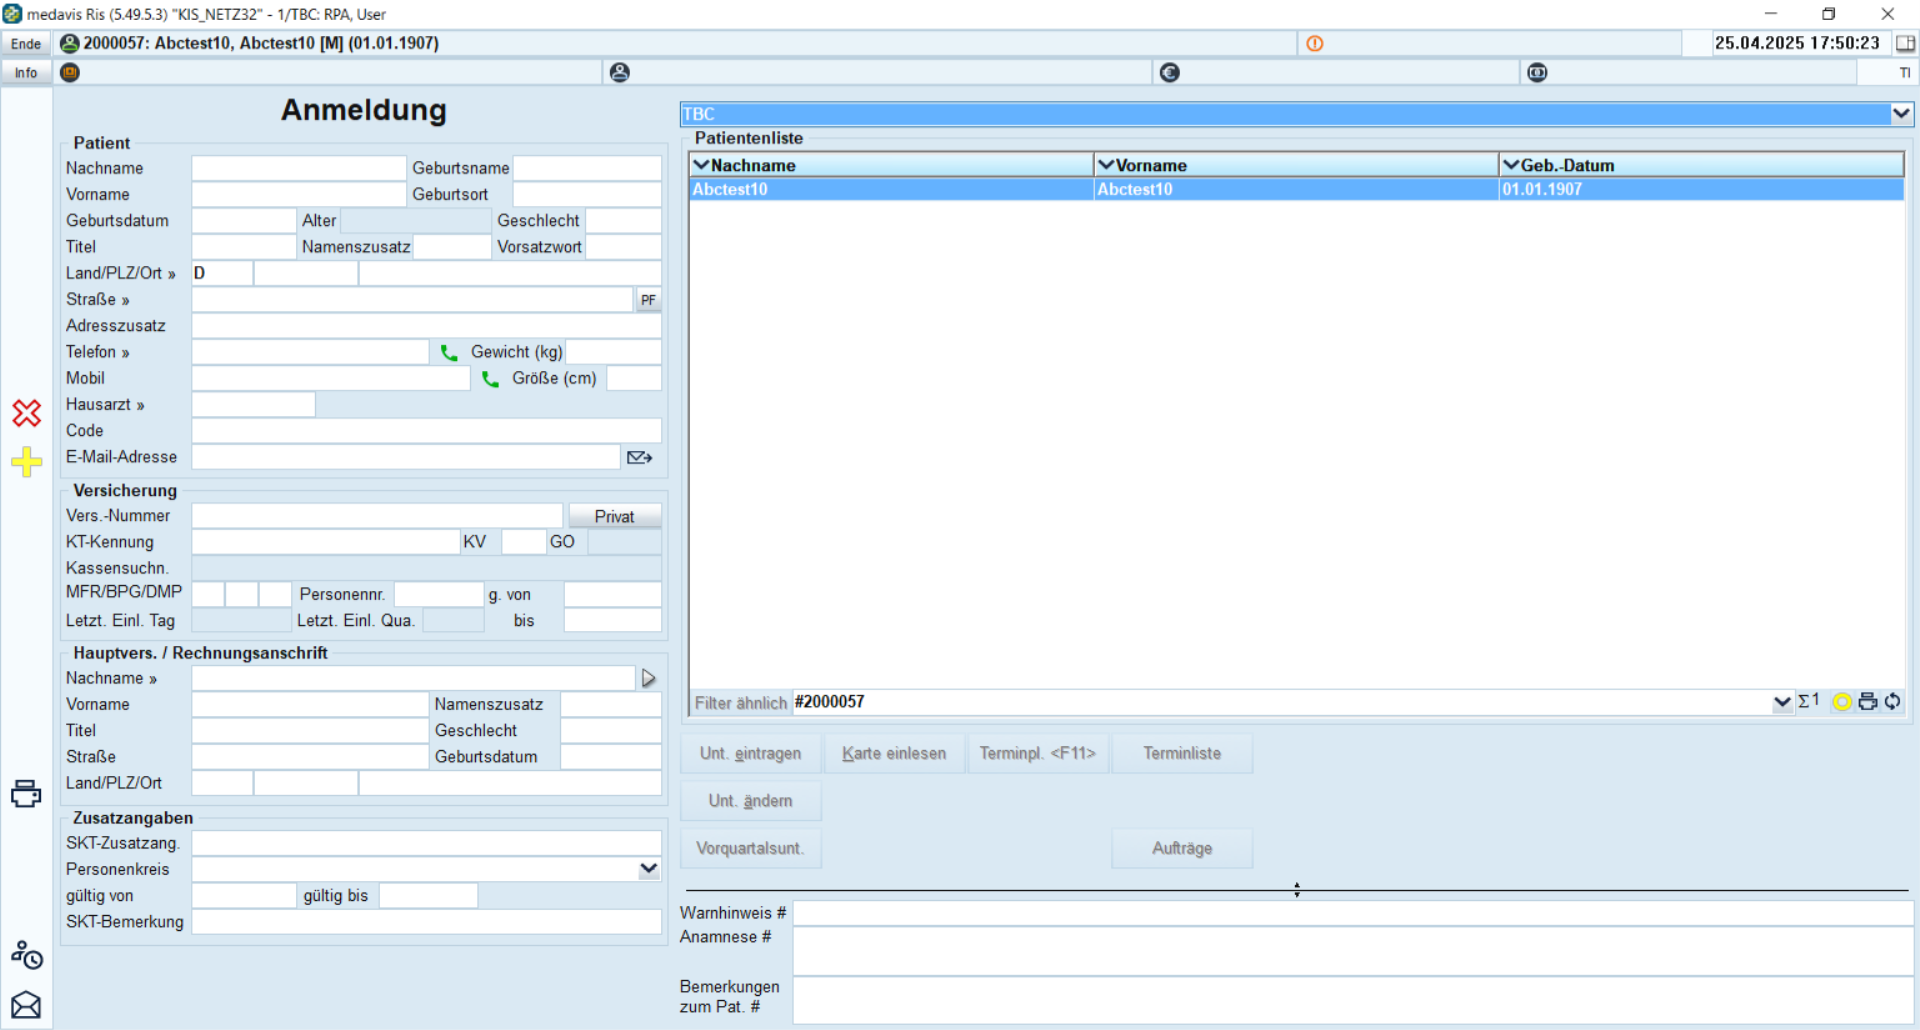 medavis Ris (5.49.5.3) "KIS_NETZ32" - 1/TBC: RPA, User
Ende 2000057: Abctest10, Abctest10 [M] (01.01.1907) 25.04.2025 17:50:23
Info TI
Anmeldung
TBC
Patient
Nachname Geburtsname
Vorname Geburtsort
Geburtsdatum Alter Geschlecht
Titel Namenszusatz Vorsatzwort
Land/PLZ/Ort » D
Straße » PF
Adresszusatz
Telefon » Gewicht (kg)
Mobil Größe (cm)
Hausarzt »
Code
E-Mail-Adresse
Versicherung
Vers.-Nummer Privat
KT-Kennung KV GO
Kassensuchn.
MFR/BPG/DMP Personennr. g. von
Letzt. Einl. Tag Letzt. Einl. Qua. bis
Hauptvers. / Rechnungsanschrift
Nachname »
Vorname Namenszusatz
Titel Geschlecht
Straße Geburtsdatum
Land/PLZ/Ort
Zusatzangaben
SKT-Zusatzang.
Personenkreis
gültig von gültig bis
SKT-Bemerkung
Patientenliste
Nachname Vorname Geb.-Datum
Abctest10 Abctest10 01.01.1907
Filter ähnlich #2000057 Σ1
Unt. eintragen Karte einlesen Terminpl. <F11> Terminliste
Unt. ändern
Vorquartalsunt. Aufträge
Warnhinweis #
Anamnese #
Bemerkungen
zum Pat. #